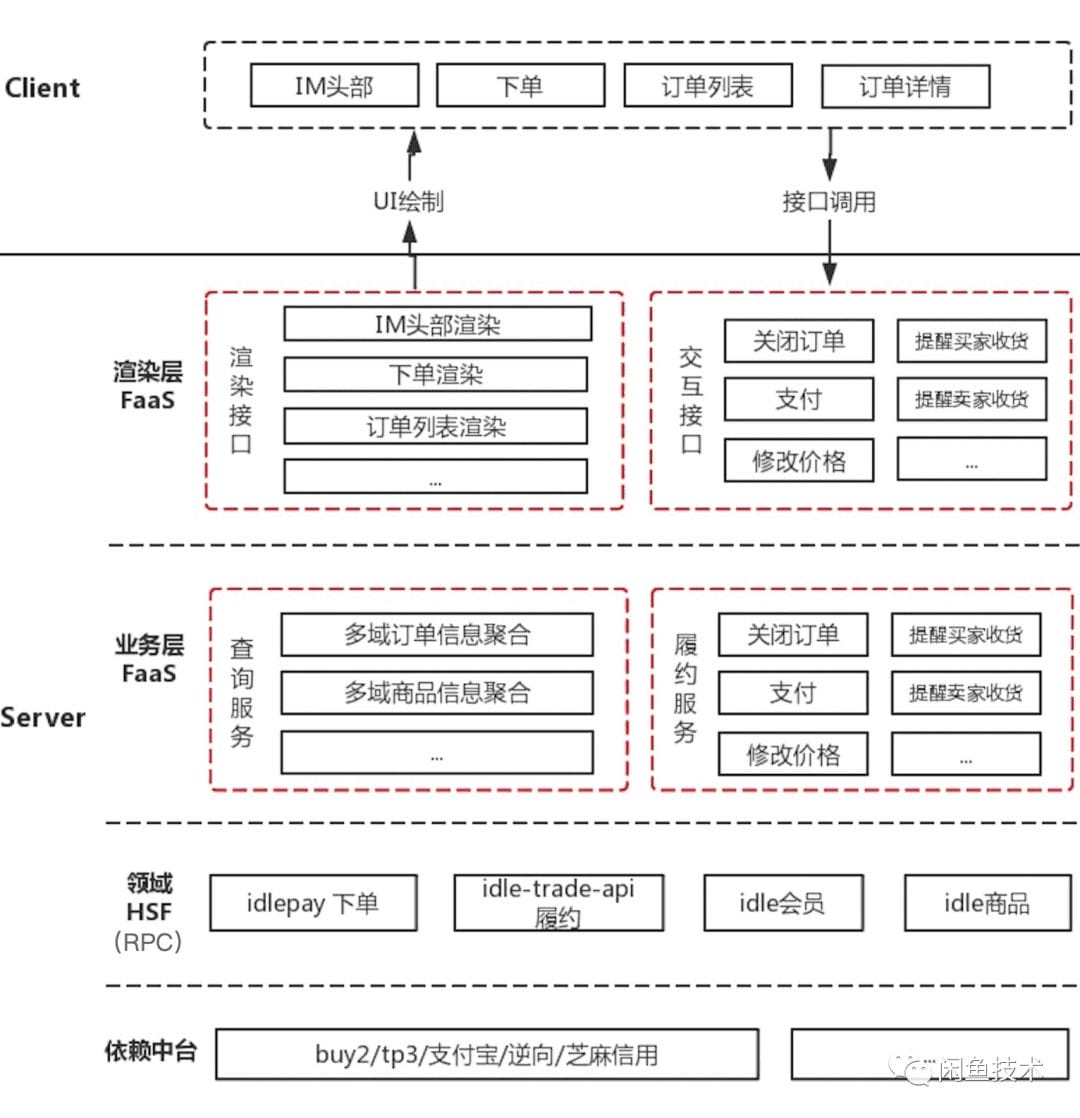 Client
IM头部
下单
订单列表
订单详情
UI绘制
接口调用
渲染层
FaaS
渲染接口
IM头部渲染
下单渲染
订单列表渲染
...
交互接口
关闭订单
提醒买家收货
支付
提醒卖家收货
修改价格
...
Server
业务层
FaaS
查询服务
多域订单信息聚合
多域商品信息聚合
...
履约服务
关闭订单
提醒买家收货
支付
提醒卖家收货
修改价格
...
领域
HSF
(RPC)
idlepay 下单
idle-trade-api
履约
idle会员
idle商品
依赖中台
buy2/tp3/支付宝/逆向/芝麻信用
...
闲鱼技术